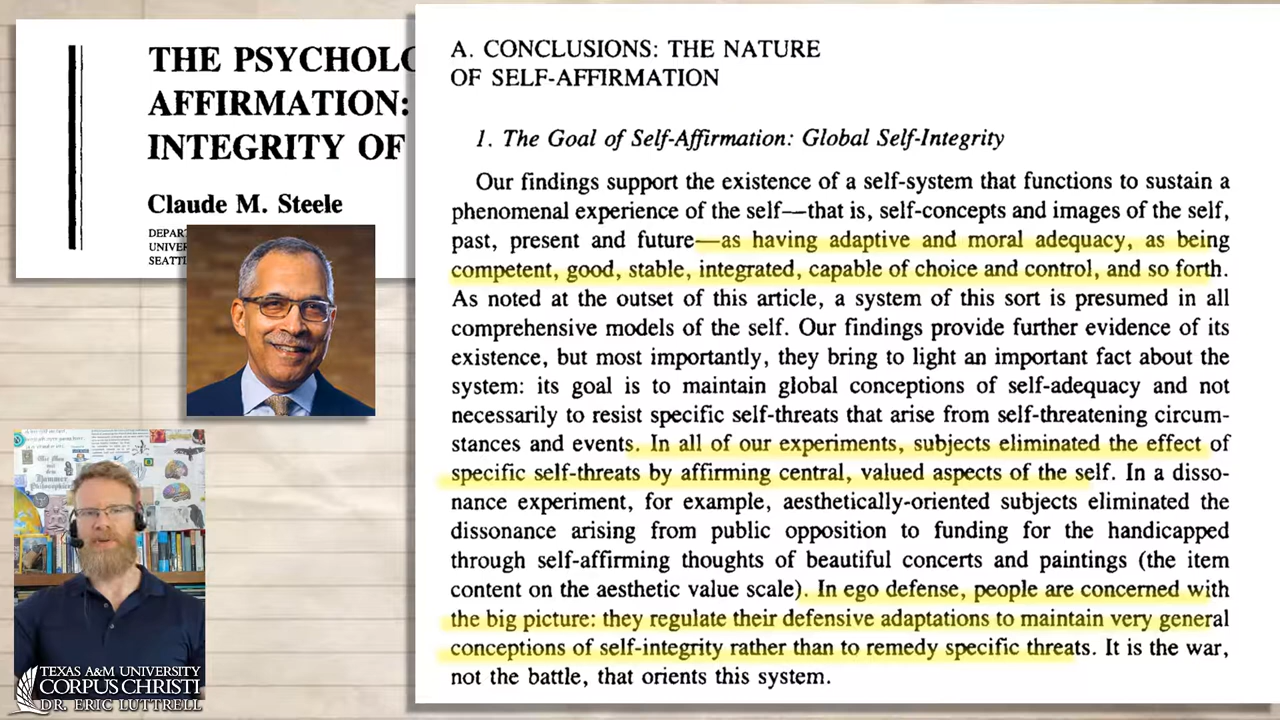 THE PSYCHOLO
AFFIRMATION:
INTEGRITY OF
Claude M. Steele
DEPAR
UNIVER
SEATTL
A. CONCLUSIONS: THE NATURE
OF SELF-AFFIRMATION
1. The Goal of Self-Affirmation: Global Self-Integrity
Our findings support the existence of a self-system that functions to sustain a
phenomenal experience of the self—that is, self-concepts and images of the self,
past, present and future—as having adaptive and moral adequacy, as being
competent, good, stable, integrated, capable of choice and control, and so forth.
As noted at the outset of this article, a system of this sort is presumed in all
comprehensive models of the self. Our findings provide further evidence of its
existence, but most importantly, they bring to light an important fact about the
system: its goal is to maintain global conceptions of self-adequacy and not
necessarily to resist specific self-threats that arise from self-threatening circum-
stances and events. In all of our experiments, subjects eliminated the effect of
specific self-threats by affirming central, valued aspects of the self. In a disso-
nance experiment, for example, aesthetically-oriented subjects eliminated the
dissonance arising from public opposition to funding for the handicapped
through self-affirming thoughts of beautiful concerts and paintings (the item
content on the aesthetic value scale). In ego defense, people are concerned with
the big picture: they regulate their defensive adaptations to maintain very general
conceptions of self-integrity rather than to remedy specific threats. It is the war,
not the battle, that orients this system.
TEXAS A&M UNIVERSITY
CORPUS CHRISTI
DR. ERIC LUTTRELL